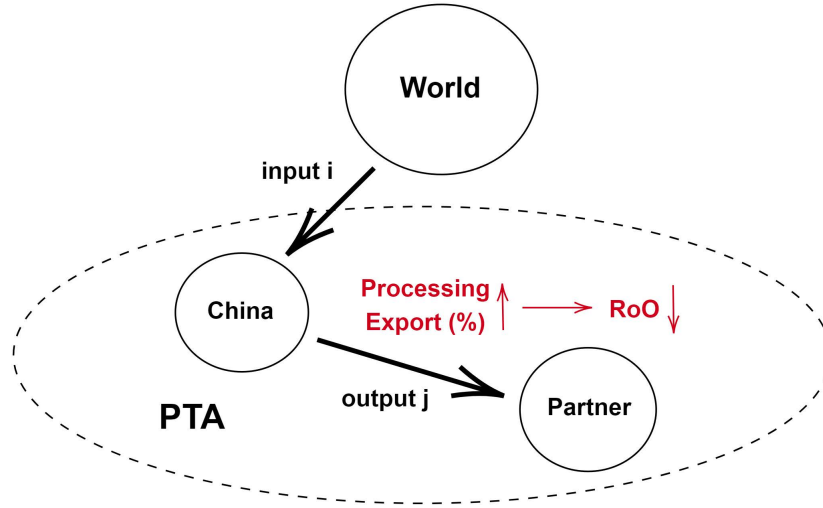 World
input i
China
Processing
Export (%)
RoO
output j
Partner
PTA